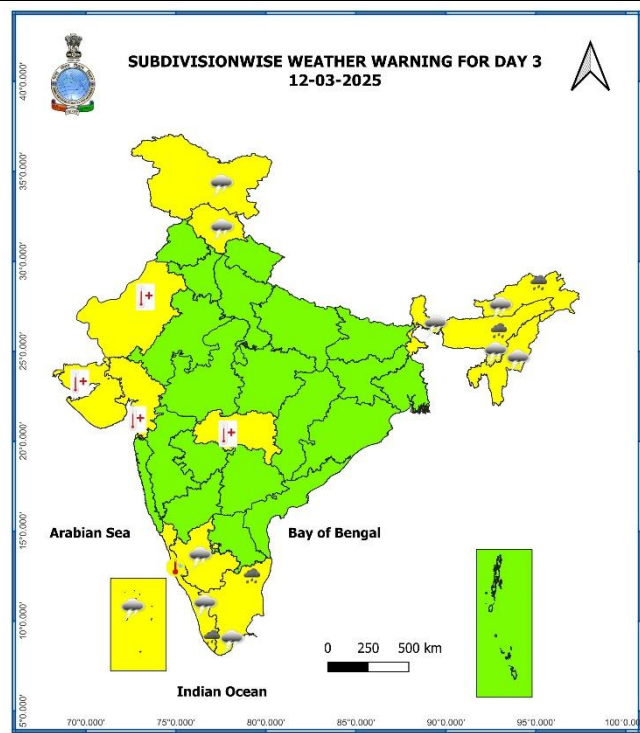 SUBDIVISIONWISE WEATHER WARNING FOR DAY 3
12-03-2025
40°0.000'
35°0.000'
30°0.000'
25°0.000'
20°0.000'
15°0.000'
10°0.000'
5°0.000'
Arabian Sea
Bay of Bengal
0 250 500 km
Indian Ocean
70°0.000' 75°0.000' 80°0.000' 85°0.000' 90°0.000' 95°0.000' 100°0.0